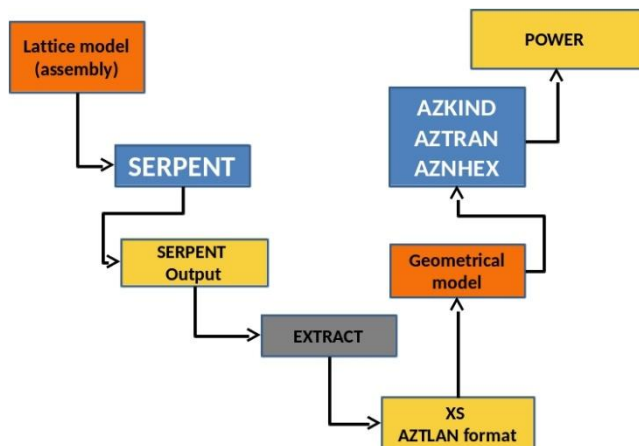 Lattice model
(assembly)
SERPENT
SERPENT
Output
EXTRACT
XS
AZTLAN format
Geometrical
model
AZKIND
AZTRAN
AZNHEX
POWER